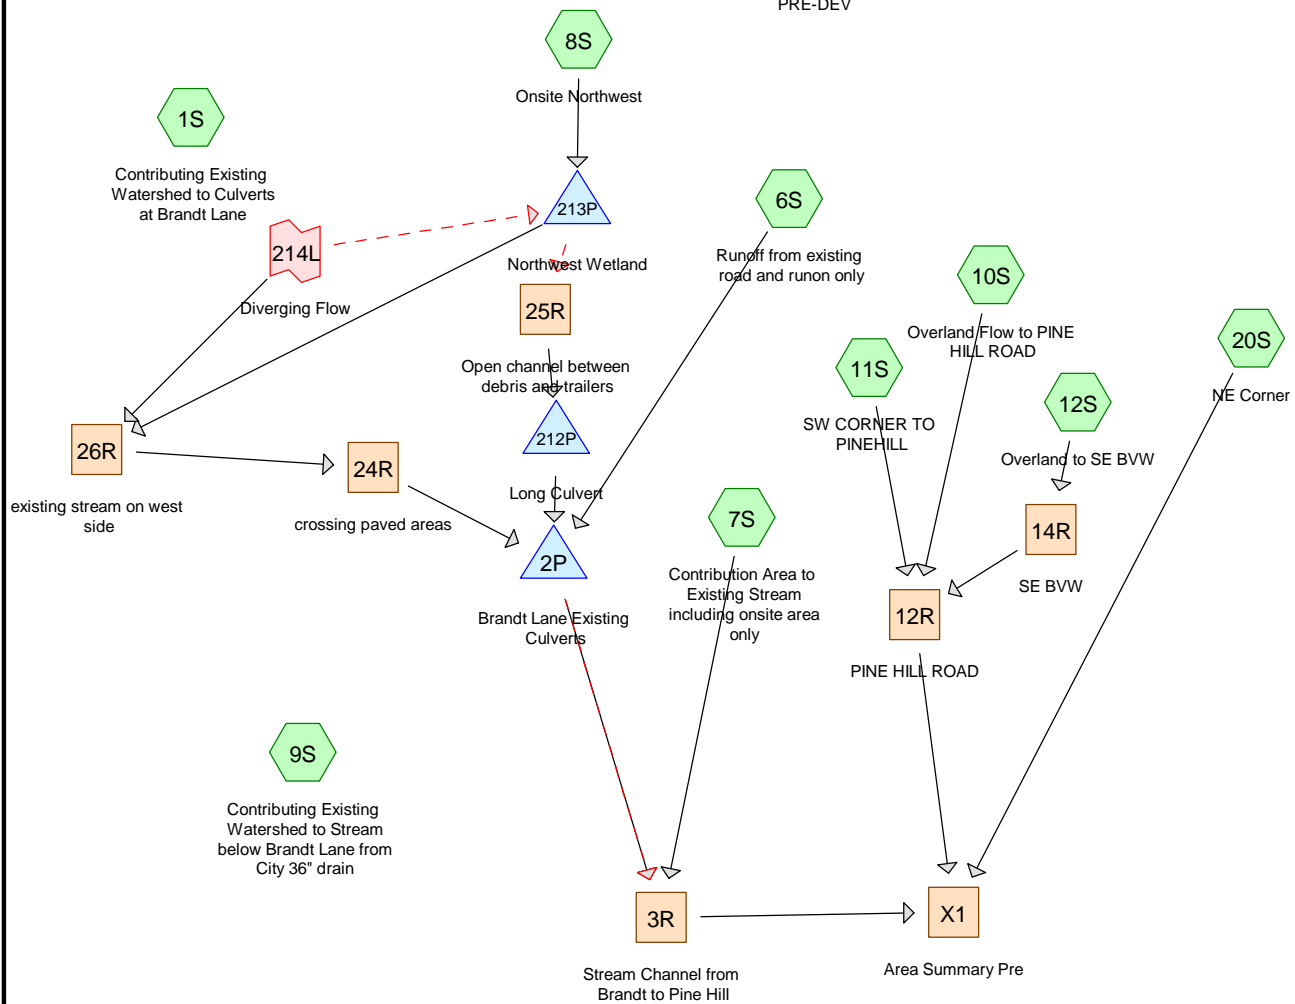 PRE-DEV
8S
Onsite Northwest
1S
Contributing Existing
Watershed to Culverts
at Brandt Lane
213P
Northwest Wetland
6S
Runoff from existing
road and runon only
214L
Diverging Flow
10S
Overland Flow to PINE
HILL ROAD
25R
Open channel between
debris and trailers
20S
NE Corner
11S
SW CORNER TO
PINEHILL
12S
Overland to SE BVW
212P
Long Culvert
26R
existing stream on west
side
24R
crossing paved areas
7S
Contribution Area to
Existing Stream
including onsite area
only
14R
SE BVW
2P
Brandt Lane Existing
Culverts
12R
PINE HILL ROAD
9S
Contributing Existing
Watershed to Stream
below Brandt Lane from
City 36" drain
3R
Stream Channel from
Brandt to Pine Hill
X1
Area Summary Pre